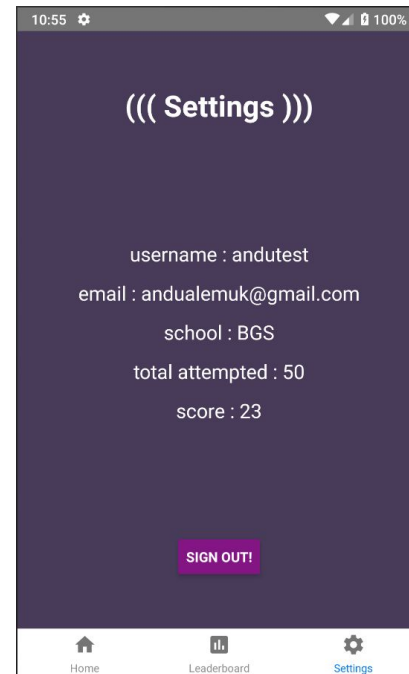 10:55 100%
((( Settings )))
username : andutest
email : andualemuk@gmail.com
school : BGS
total attempted : 50
score : 23
SIGN OUT!
Home Leaderboard Settings